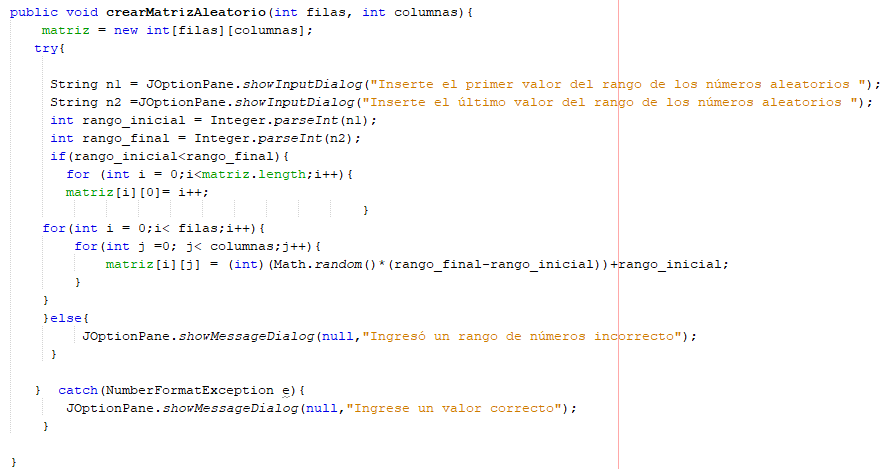 public void crearMatrizAleatorio(int filas, int columnas){
matriz = new int[filas][columnas];
try{
String n1 = JOptionPane.showInputDialog("Inserte el primer valor del rango de los números aleatorios ");
String n2 =JOptionPane.showInputDialog("Inserte el último valor del rango de los números aleatorios ");
int rango_inicial = Integer.parseInt(n1);
int rango_final = Integer.parseInt(n2);
if(rango_inicial<rango_final){
for (int i = 0;i<matriz.length;i++){
matriz[i][0]= i++;
}
for(int i = 0;i< filas;i++){
for(int j =0; j< columnas;j++){
matriz[i][j] = (int)(Math.random()*(rango_final-rango_inicial))+rango_inicial;
}
}
}else{
JOptionPane.showMessageDialog(null,"Ingresó un rango de números incorrecto");
}
} catch(NumberFormatException e){
JOptionPane.showMessageDialog(null,"Ingrese un valor correcto");
}
}